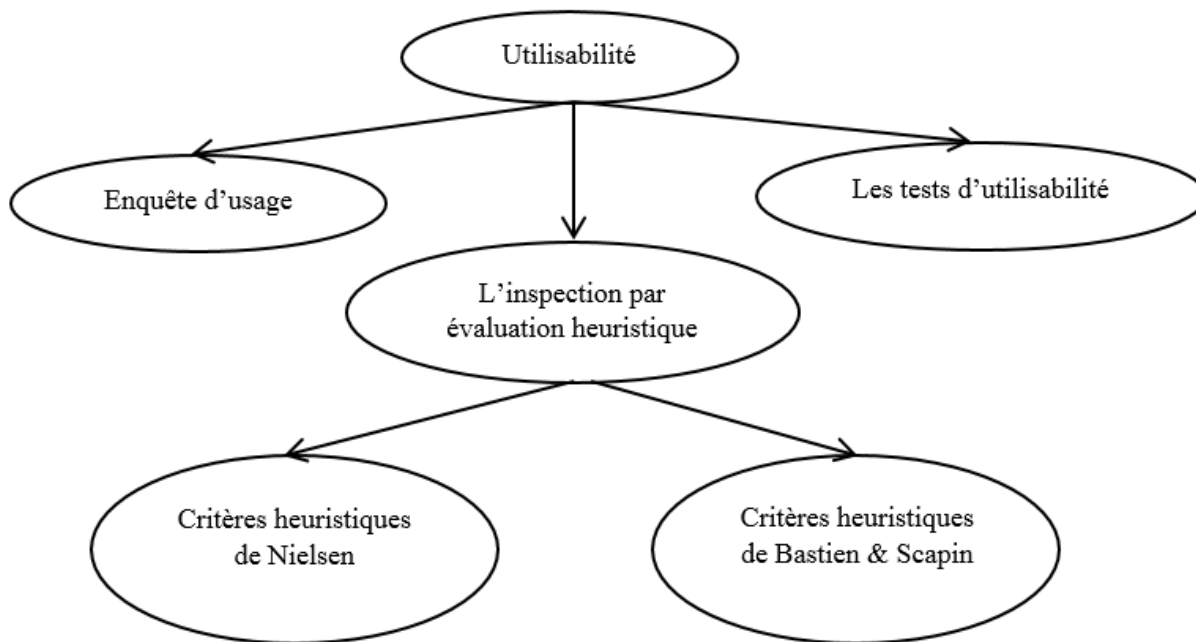 Utilisabilité
Enquête d’usage
Les tests d’utilisabilité
L’inspection par
évaluation heuristique
Critères heuristiques
de Nielsen
Critères heuristiques
de Bastien & Scapin